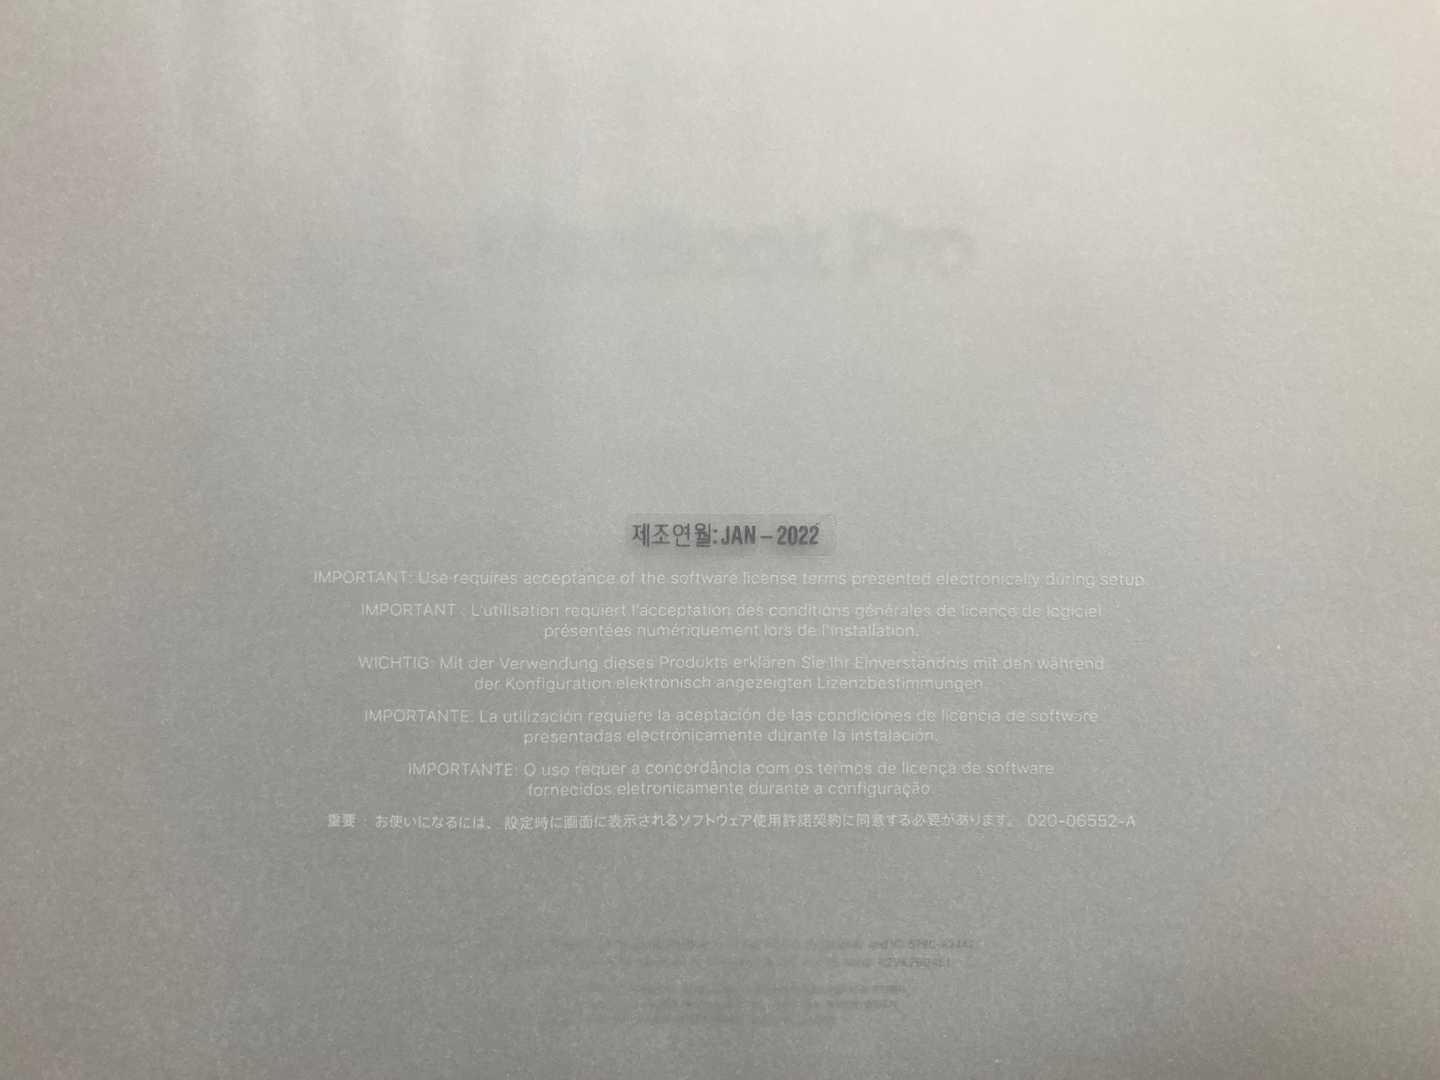 Pro
제조연월: JAN – 2022
IMPORTANT: Use requires acceptance of the software license terms presented electronically during setup.
IMPORTANT : L'utilisation requiert l'acceptation des conditions générales de licence de logiciel
présentées numériquement lors de l'installation.
WICHTIG: Mit der Verwendung dieses Produkts erklären Sie Ihr Einverständnis mit den während
der Konfiguration elektronisch angezeigten Lizenzbestimmungen.
IMPORTANTE: La utilización requiere la aceptación de las condiciones de licencia de software
presentadas electrónicamente durante la instalación.
IMPORTANTE: O uso requer a concordância com os termos de licença de software
fornecidos eletronicamente durante a configuração.
重要 : お使いになるには、設定時に画面に表示されるソフトウェア使用許諾契約に同意する必要があります。 020-06552-A